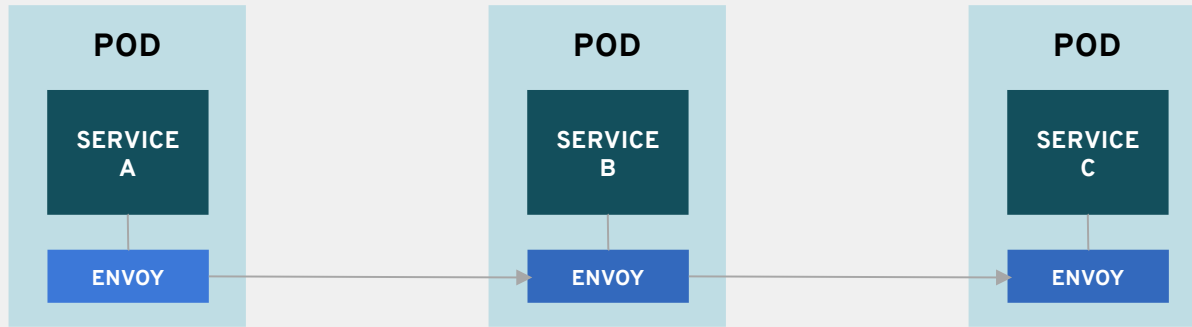 POD
SERVICE
A
ENVOY
POD
SERVICE
B
ENVOY
POD
SERVICE
C
ENVOY